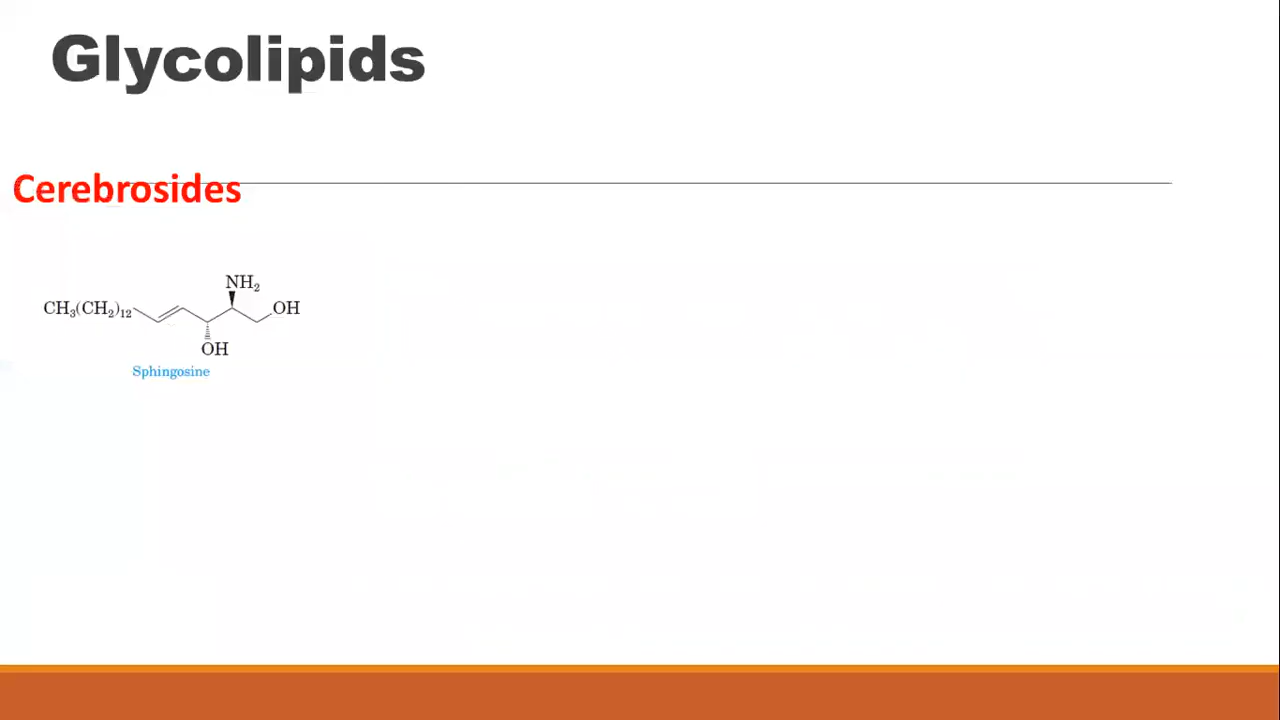 Glycolipids
Cerebrosides
NH₂
CH₃(CH₂)₁₂ OH
OH
Sphingosine